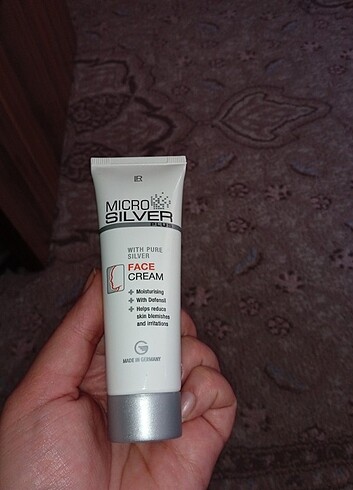 LR
MICRO
SILVER
PLUS
WITH PURE
SILVER
FACE
CREAM
+ Moisturising
+ With Defensil
+ Helps reduce
skin blemishes
and irritations
MADE IN GERMANY